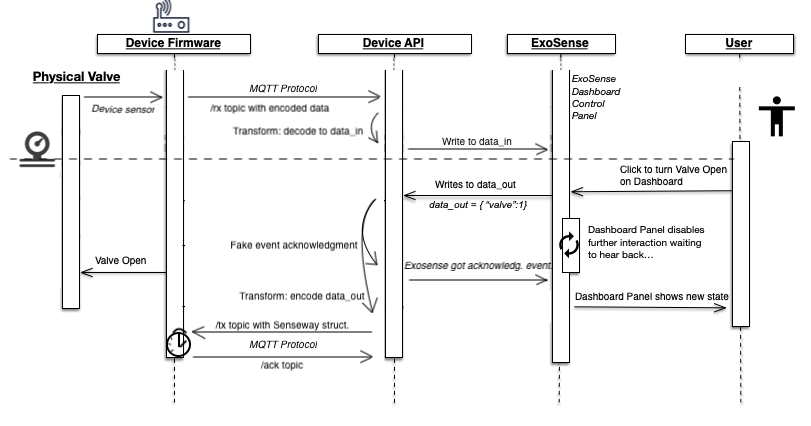 Device Firmware
Device API
ExoSense
User
Physical Valve
MQTT Protocol
ExoSense
Dashboard
Control
Panel
Device sensor
/rx topic with encoded data
Transform: decode to data_in
Write to data_in
Click to turn Valve Open
on Dashboard
Writes to data_out
data_out = { "valve":1}
Dashboard Panel disables
further interaction waiting
to hear back...
Fake event acknowledgment
Valve Open
Exosense got acknowledg. event
Transform: encode data_out
Dashboard Panel shows new state
/tx topic with Senseway struct.
MQTT Protocol
/ack topic